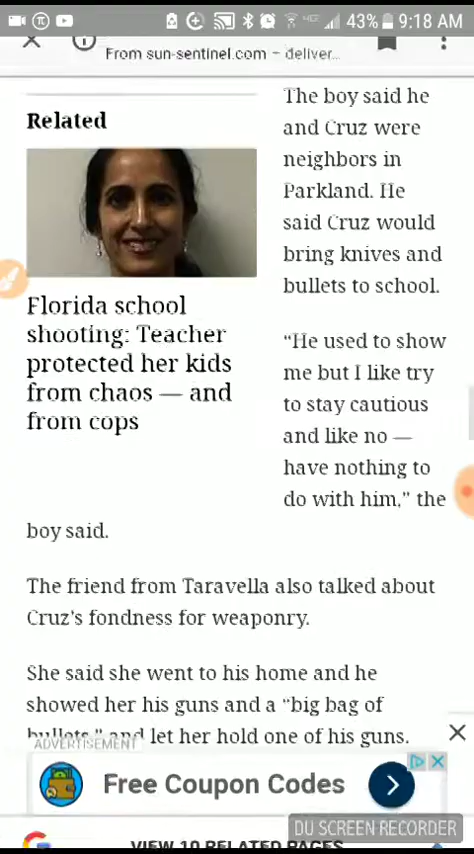 43% 9:18 AM
From sun-sentinel.com – deliver...
Related
Florida school
shooting: Teacher
protected her kids
from chaos — and
from cops
The boy said he
and Cruz were
neighbors in
Parkland. He
said Cruz would
bring knives and
bullets to school.
“He used to show
me but I like try
to stay cautious
and like no —
have nothing to
do with him,” the
boy said.
The friend from Taravella also talked about
Cruz’s fondness for weaponry.
She said she went to his home and he
showed her his guns and a “big bag of
bullets,” and let her hold one of his guns.
ADVERTISEMENT
Free Coupon Codes
DU SCREEN RECORDER
VIEW 10 RELATED PAGES